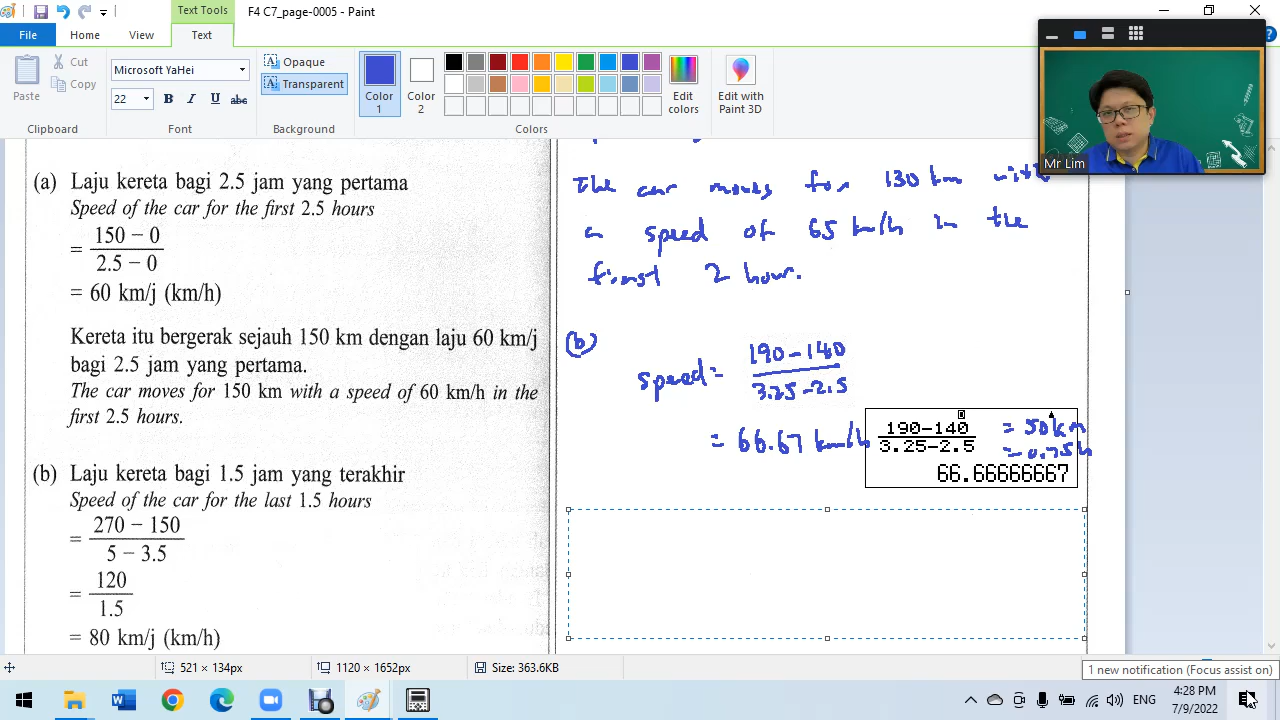 F4 C7_page-0005 - Paint
Text Tools
File Home View Text
Paste
Cut
Copy
Clipboard
Microsoft YaHei
22
B I U abc
Font
Opaque
Transparent
Background
Color 1
Color 2
Edit colors
Colors
Edit with Paint 3D
Mr Lim
(a) Laju kereta bagi 2.5 jam yang pertama
Speed of the car for the first 2.5 hours
= 150 − 0
2.5 − 0
= 60 km/j (km/h)
Kereta itu bergerak sejauh 150 km dengan laju 60 km/j
bagi 2.5 jam yang pertama.
The car moves for 150 km with a speed of 60 km/h in the
first 2.5 hours.
(b) Laju kereta bagi 1.5 jam yang terakhir
Speed of the car for the last 1.5 hours
= 270 − 150
5 − 3.5
= 120
1.5
= 80 km/j (km/h)
The car moves for 130 km with
a speed of 65 km/h in the
first 2 hour.
(b)
speed = 190 - 140
3.25 - 2.5
= 66.67 km/h
190-140
3.25-2.5
66.66666667
= 50km
= 0.75h
521 × 134px
1120 × 1652px
Size: 363.6KB
1 new notification (Focus assist on)
ENG
4:28 PM
7/9/2022